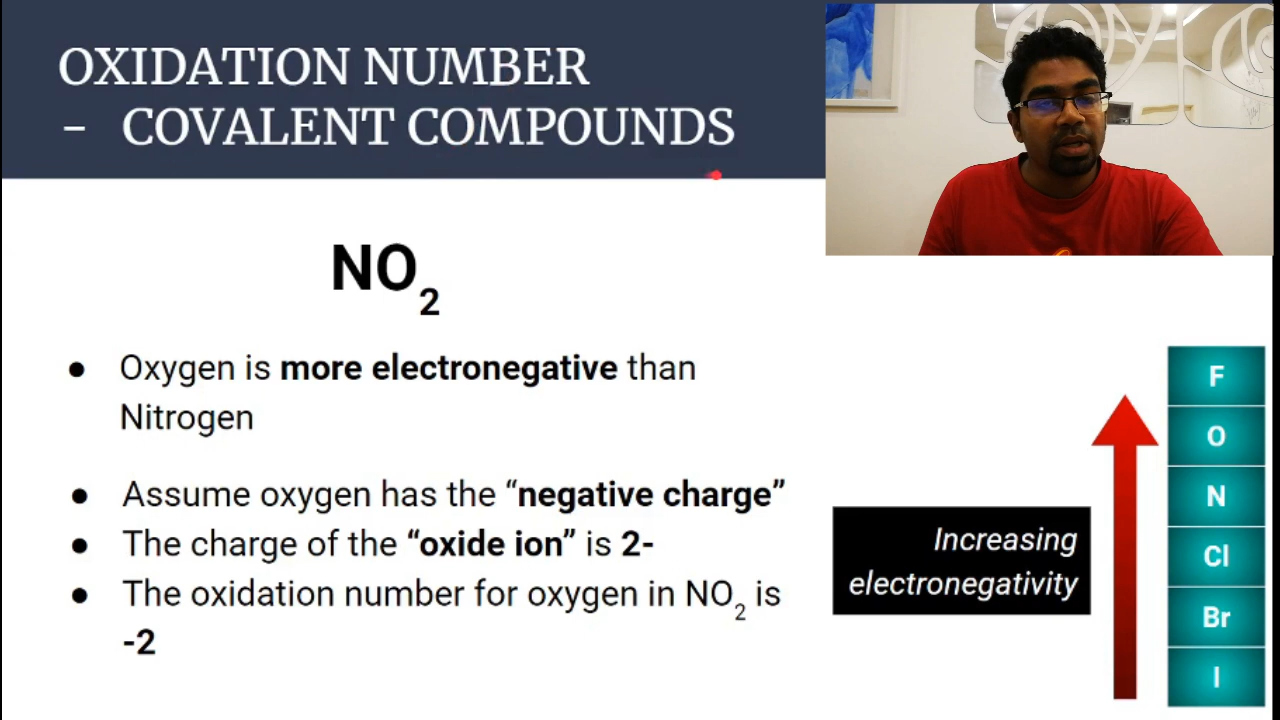 OXIDATION NUMBER
- COVALENT COMPOUNDS
NO2
● Oxygen is more electronegative than
Nitrogen
● Assume oxygen has the “negative charge”
● The charge of the “oxide ion” is 2-
● The oxidation number for oxygen in NO2 is
-2
Increasing
electronegativity
F
O
N
Cl
Br
I